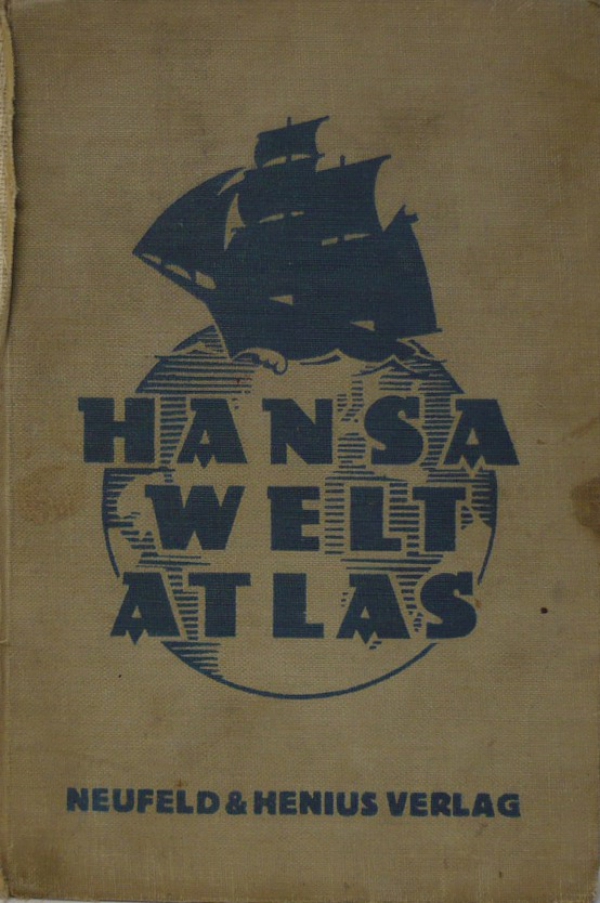 HANSA
WELT
ATLAS
NEUFELD & HENIUS VERLAG